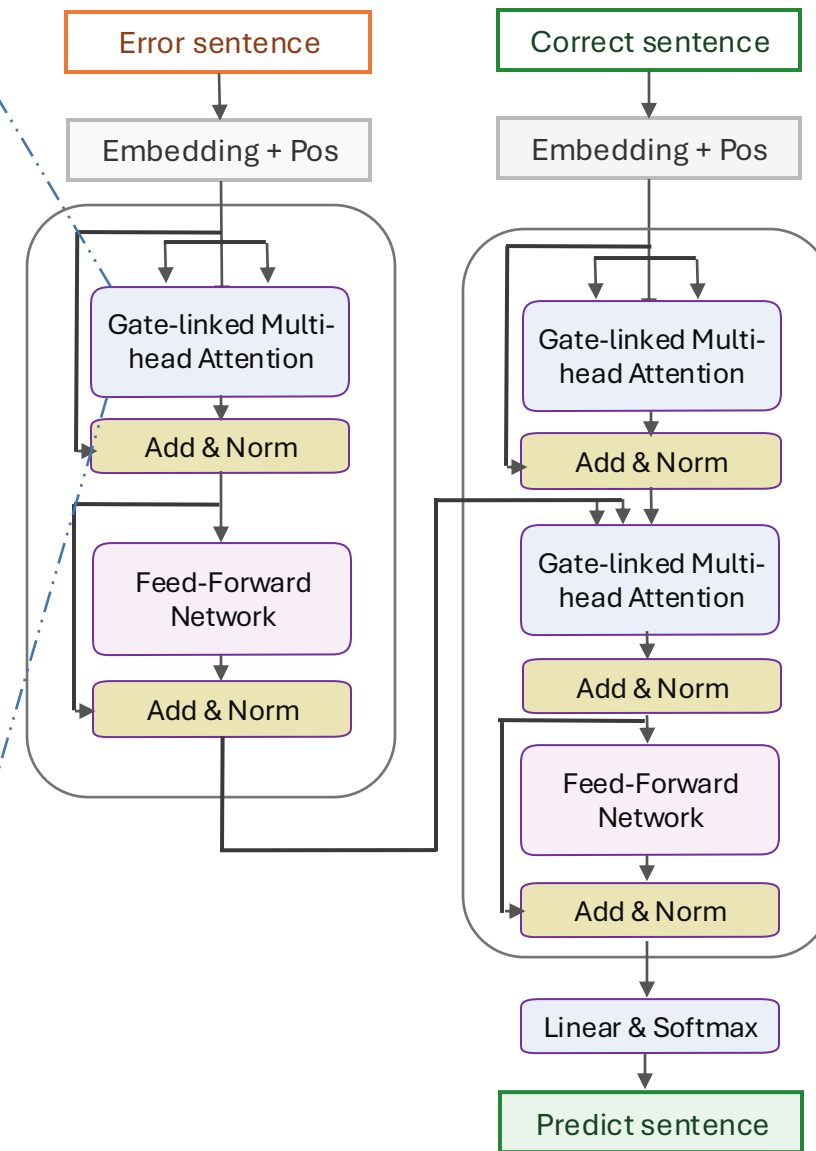 Error sentence
Embedding + Pos
Gate-linked Multi-
head Attention
Add & Norm
Feed-Forward
Network
Add & Norm
Correct sentence
Embedding + Pos
Gate-linked Multi-
head Attention
Add & Norm
Gate-linked Multi-
head Attention
Add & Norm
Feed-Forward
Network
Add & Norm
Linear & Softmax
Predict sentence